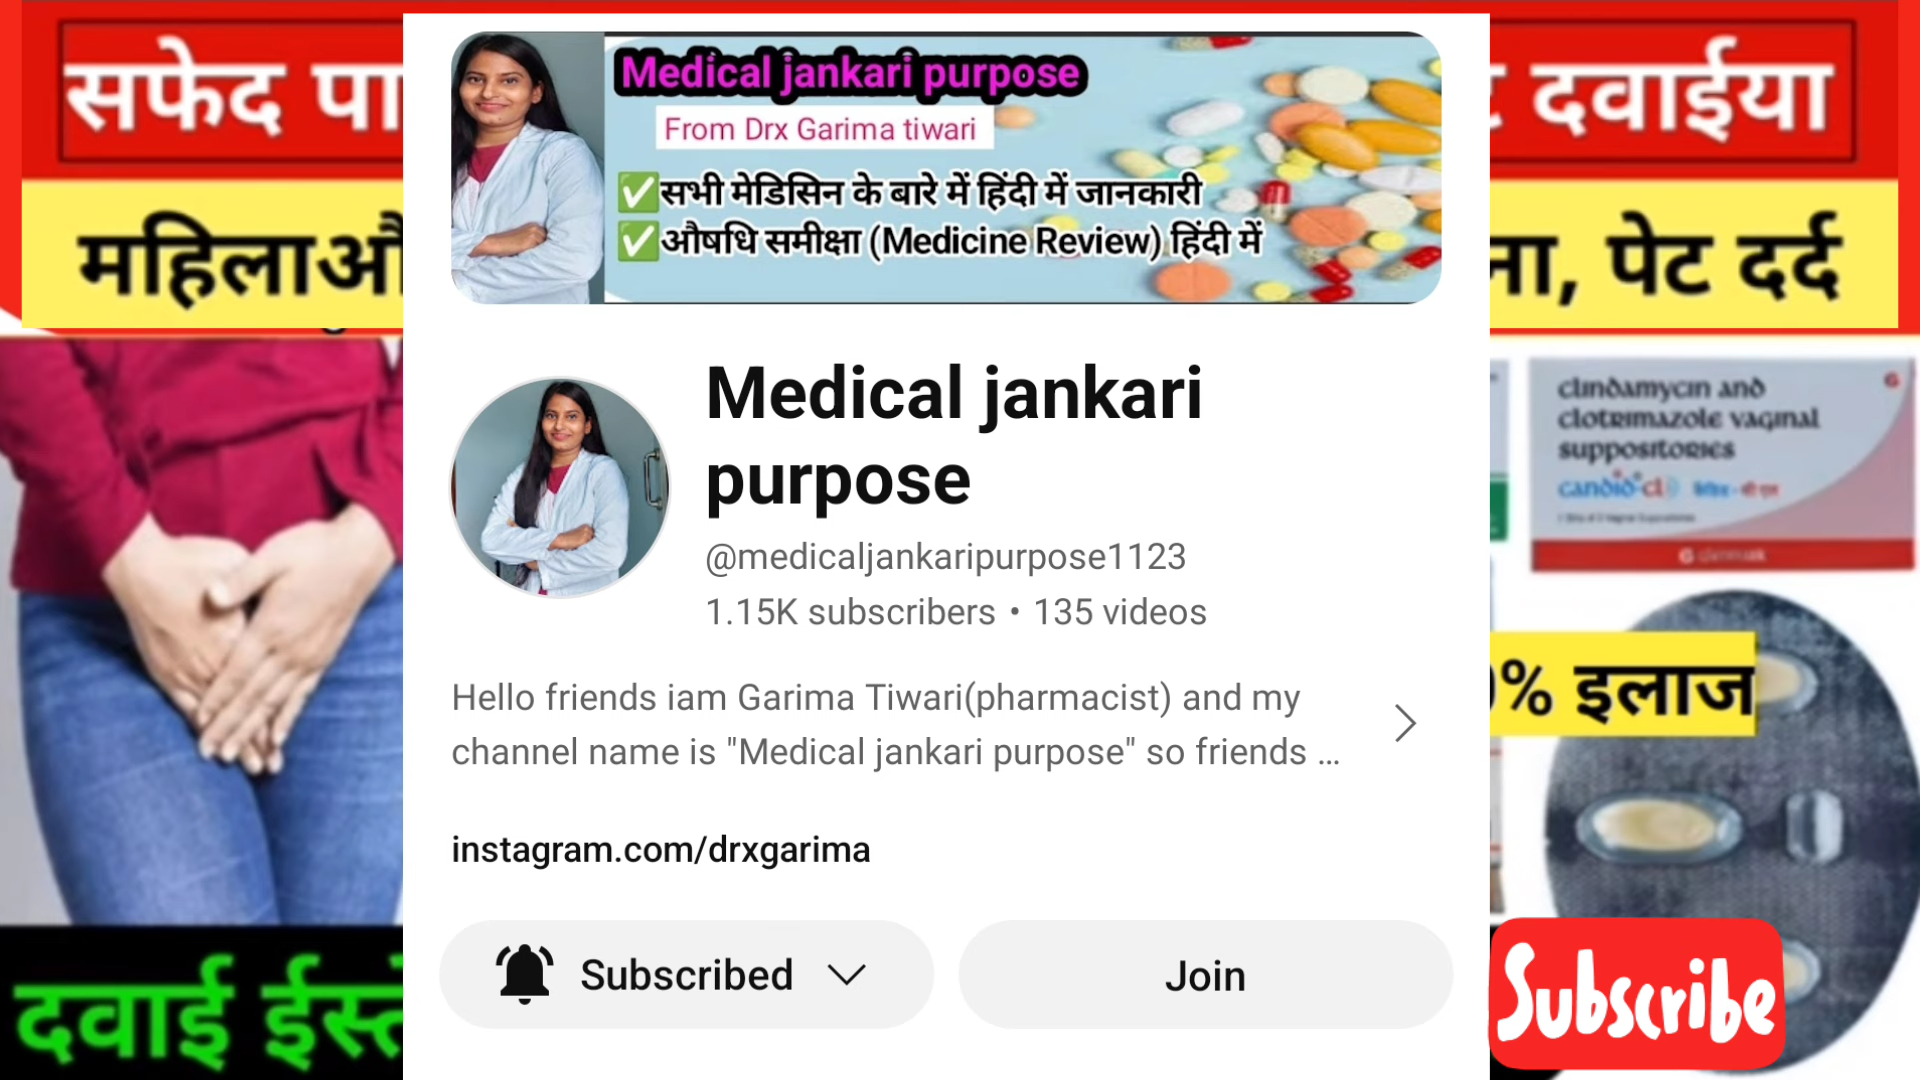 सफेद पा
दवाईया
महिलाओ
ना, पेट दर्द
Medical jankari purpose
From Drx Garima tiwari
✅सभी मेडिसिन के बारे में हिंदी में जानकारी
✅औषधि समीक्षा (Medicine Review) हिंदी में
Medical jankari
purpose
@medicaljankaripurpose1123
1.15K subscribers • 135 videos
Hello friends iam Garima Tiwari(pharmacist) and my
channel name is "Medical jankari purpose" so friends ...
instagram.com/drxgarima
Subscribed
Join
clindamycin and
clotrimazole vaginal
suppositories
candid-cl
% इलाज
दवाई ईस्
Subscribe